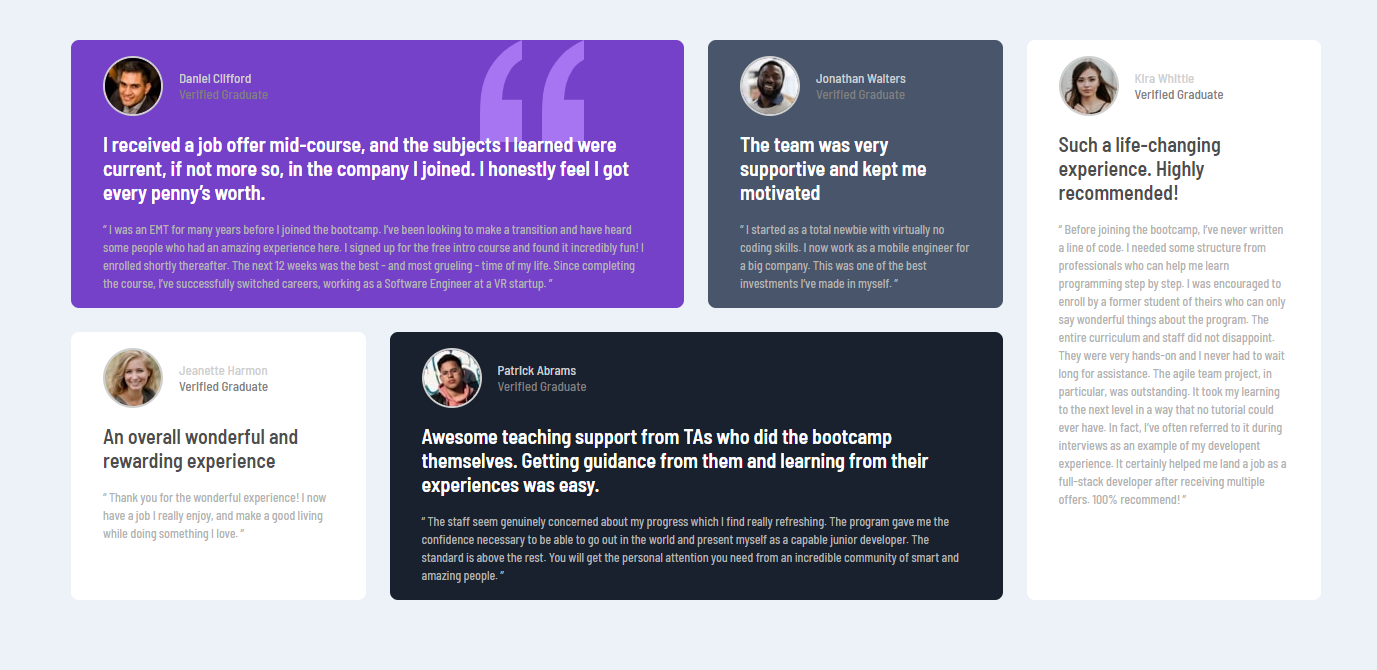 Daniel Clifford
Verified Graduate
I received a job offer mid-course, and the subjects I learned were
current, if not more so, in the company I joined. I honestly feel I got
every penny’s worth.
“ I was an EMT for many years before I joined the bootcamp. I’ve been looking to make a transition and have heard
some people who had an amazing experience here. I signed up for the free intro course and found it incredibly fun! I
enrolled shortly thereafter. The next 12 weeks was the best - and most grueling - time of my life. Since completing
the course, I’ve successfully switched careers, working as a Software Engineer at a VR startup. ”
Jonathan Walters
Verified Graduate
The team was very
supportive and kept me
motivated
“ I started as a total newbie with virtually no
coding skills. I now work as a mobile engineer for
a big company. This was one of the best
investments I’ve made in myself. ”
Kira Whittle
Verified Graduate
Such a life-changing
experience. Highly
recommended!
“ Before joining the bootcamp, I’ve never written
a line of code. I needed some structure from
professionals who can help me learn
programming step by step. I was encouraged to
enroll by a former student of theirs who can only
say wonderful things about the program. The
entire curriculum and staff did not disappoint.
They were very hands-on and I never had to wait
long for assistance. The agile team project, in
particular, was outstanding. It took my learning
to the next level in a way that no tutorial could
ever have. In fact, I’ve often referred to it during
interviews as an example of my developent
experience. It certainly helped me land a job as a
full-stack developer after receiving multiple
offers. 100% recommend! ”
Jeanette Harmon
Verified Graduate
An overall wonderful and
rewarding experience
“ Thank you for the wonderful experience! I now
have a job I really enjoy, and make a good living
while doing something I love. ”
Patrick Abrams
Verified Graduate
Awesome teaching support from TAs who did the bootcamp
themselves. Getting guidance from them and learning from their
experiences was easy.
“ The staff seem genuinely concerned about my progress which I find really refreshing. The program gave me the
confidence necessary to be able to go out in the world and present myself as a capable junior developer. The
standard is above the rest. You will get the personal attention you need from an incredible community of smart and
amazing people. ”